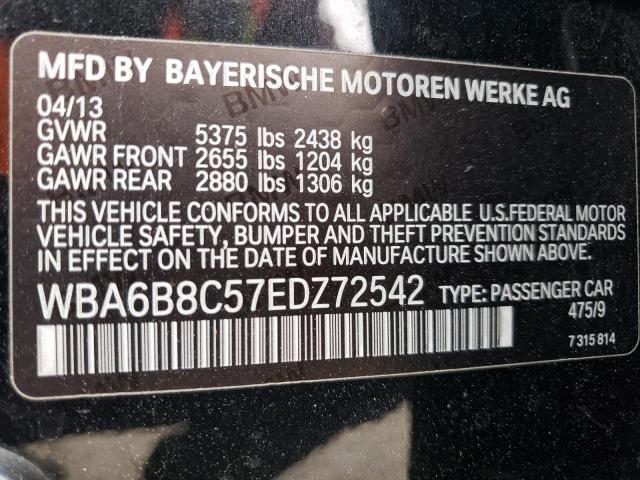 MFD BY BAYERISCHE MOTOREN WERKE AG
04/13
GVWR 5375 lbs 2438 kg
GAWR FRONT 2655 lbs 1204 kg
GAWR REAR 2880 lbs 1306 kg
THIS VEHICLE CONFORMS TO ALL APPLICABLE U.S.FEDERAL MOTOR
VEHICLE SAFETY, BUMPER AND THEFT PREVENTION STANDARDS
IN EFFECT ON THE DATE OF MANUFACTURE SHOWN ABOVE.
WBA6B8C57EDZ72542 TYPE: PASSENGER CAR
475/9
7 315 814